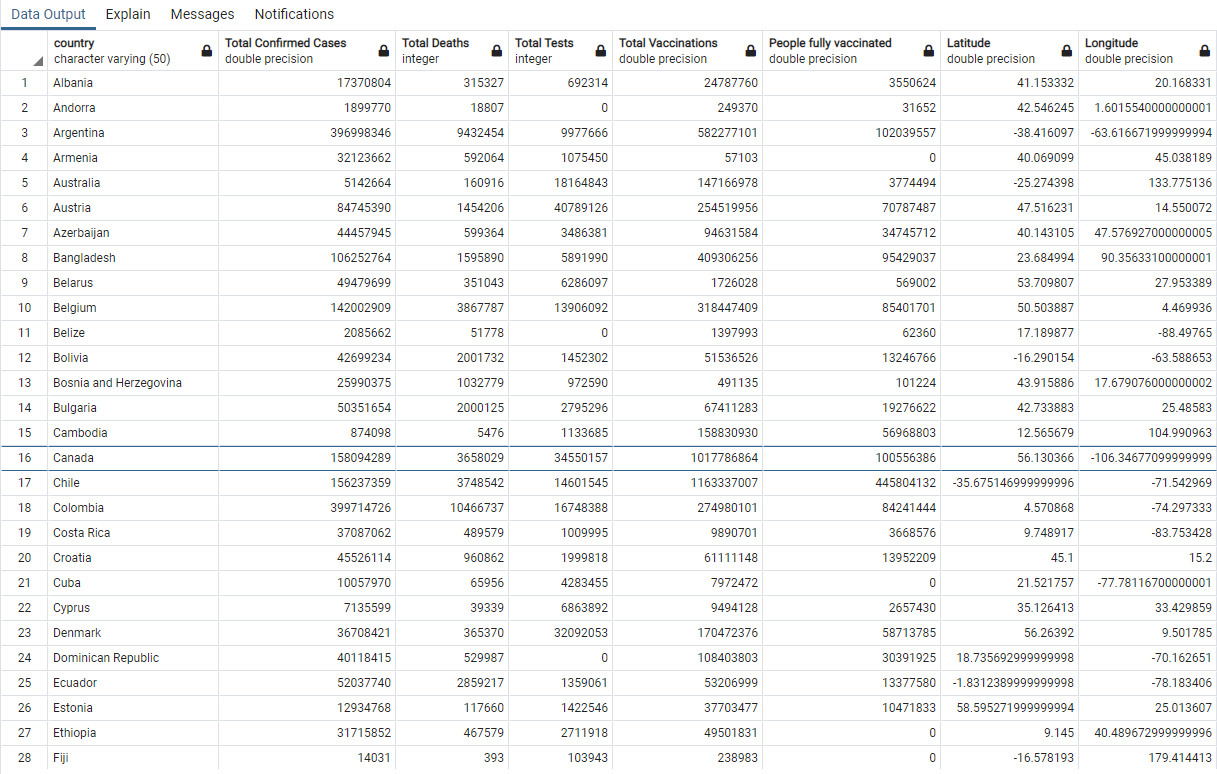 Data Output Explain Messages Notifications
country Total Confirmed Cases Total Deaths Total Tests Total Vaccinations People fully vaccinated Latitude Longitude
character varying (50) double precision integer integer double precision double precision double precision double precision
1 Albania 17370804 315327 692314 24787760 3550624 41.153332 20.168331
2 Andorra 1899770 18807 0 249370 31652 42.546245 1.6015540000000001
3 Argentina 396998346 9432454 9977666 582277101 102039557 -38.416097 -63.616671999999994
4 Armenia 32123662 592064 1075450 57103 0 40.069099 45.038189
5 Australia 5142664 160916 18164843 147166978 3774494 -25.274398 133.775136
6 Austria 84745390 1454206 40789126 254519956 70787487 47.516231 14.550072
7 Azerbaijan 44457945 599364 3486381 94631584 34745712 40.143105 47.576927000000005
8 Bangladesh 106252764 1595890 5891990 409306256 95429037 23.684994 90.35633100000001
9 Belarus 49479699 351043 6286097 1726028 569002 53.709807 27.953389
10 Belgium 142002909 3867787 13906092 318447409 85401701 50.503887 4.469936
11 Belize 2085662 51778 0 1397993 62360 17.189877 -88.49765
12 Bolivia 42699234 2001732 1452302 51536526 13246766 -16.290154 -63.588653
13 Bosnia and Herzegovina 25990375 1032779 972590 491135 101224 43.915886 17.679076000000002
14 Bulgaria 50351654 2000125 2795296 67411283 19276622 42.733883 25.48583
15 Cambodia 874098 5476 1133685 158830930 56968803 12.565679 104.990963
16 Canada 158094289 3658029 34550157 1017786864 100556386 56.130366 -106.34677099999999
17 Chile 156237359 3748542 14601545 1163337007 445804132 -35.675146999999996 -71.542969
18 Colombia 399714726 10466737 16748388 274980101 84241444 4.570868 -74.297333
19 Costa Rica 37087062 489579 1009995 9890701 3668576 9.748917 -83.753428
20 Croatia 45526114 960862 1999818 61111148 13952209 45.1 15.2
21 Cuba 10057970 65956 4283455 7972472 0 21.521757 -77.78116700000001
22 Cyprus 7135599 39339 6863892 9494128 2657430 35.126413 33.429859
23 Denmark 36708421 365370 32092053 170472376 58713785 56.26392 9.501785
24 Dominican Republic 40118415 529987 0 108403803 30391925 18.735692999999998 -70.162651
25 Ecuador 52037740 2859217 1359061 53206999 13377580 -1.8312389999999998 -78.183406
26 Estonia 12934768 117660 1422546 37703477 10471833 58.595271999999994 25.013607
27 Ethiopia 31715852 467579 2711918 49501831 0 9.145 40.489672999999996
28 Fiji 14031 393 103943 238983 0 -16.578193 179.414413